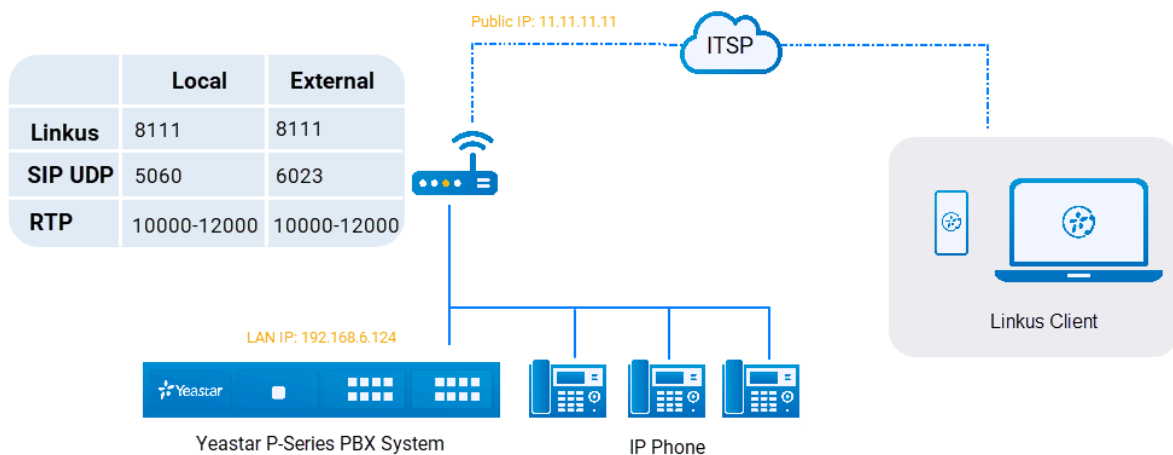 Public IP: 11.11.11.11
ITSP
Local External
Linkus 8111 8111
SIP UDP 5060 6023
RTP 10000-12000 10000-12000
Linkus Client
LAN IP: 192.168.6.124
Yeastar
Yeastar P-Series PBX System
IP Phone